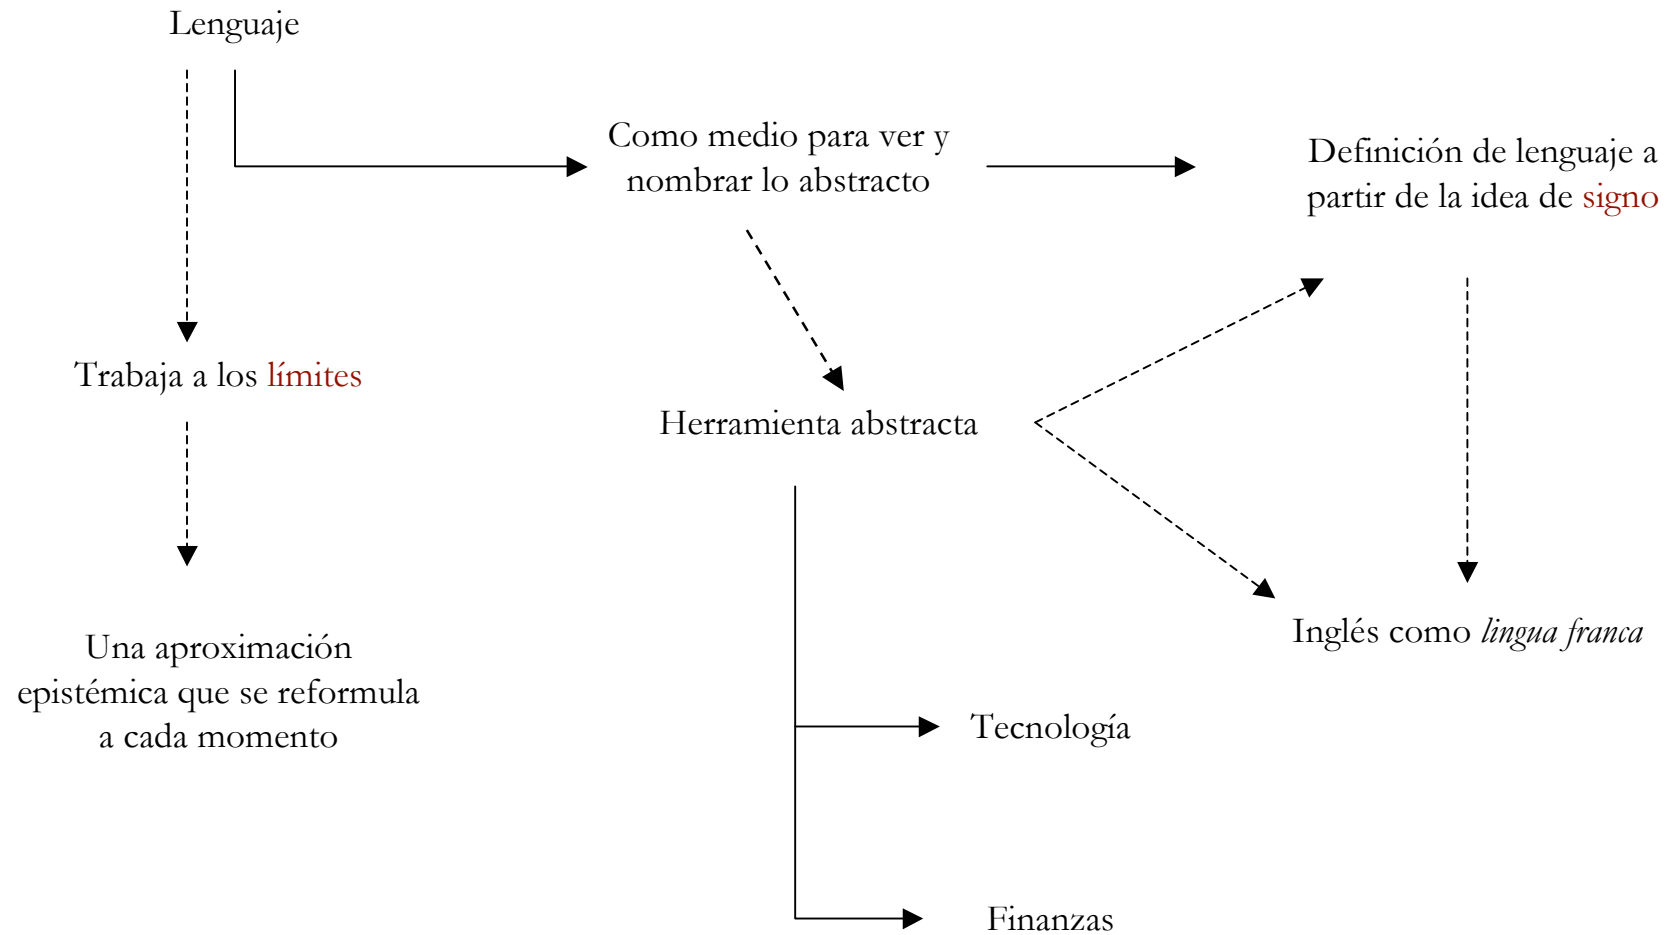 Lenguaje
Como medio para ver y
nombrar lo abstracto
Definición de lenguaje a
partir de la idea de signo
Trabaja a los límites
Herramienta abstracta
Una aproximación
epistémica que se reformula
a cada momento
Inglés como lingua franca
Tecnología
Finanzas